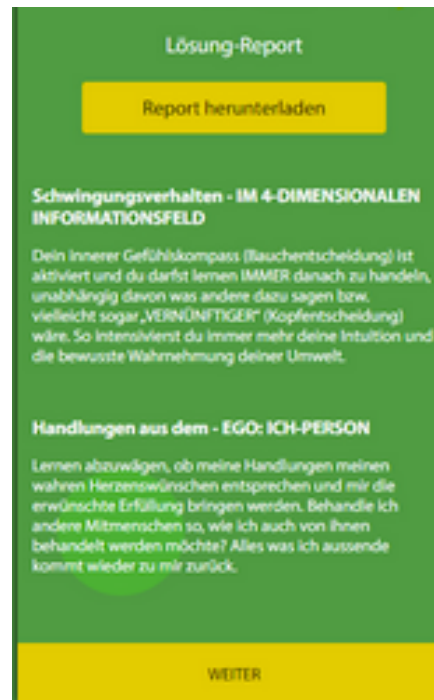 Lösung-Report
Report herunterladen
Schwingungsverhalten - IM 4-DIMENSIONALEN
INFORMATIONSFELD
Dein innerer Gefühlskompass (Bauchentscheidung) ist
aktiviert und du darfst lernen IMMER danach zu handeln,
unabhängig davon was andere dazu sagen bzw.
vielleicht sogar „VERNÜNFTIGER" (Kopfentscheidung)
wäre. So intensivierst du immer mehr deine Intuition und
die bewusste Wahrnehmung deiner Umwelt.
Handlungen aus dem - EGO: ICH-PERSON
Lernen abzuwägen, ob meine Handlungen meinen
wahren Herzenswünschen entsprechen und mir die
erwünschte Erfüllung bringen werden. Behandle ich
andere Mitmenschen so, wie ich auch von ihnen
behandelt werden möchte? Alles was ich aussende
kommt wieder zu mir zurück.
WEITER